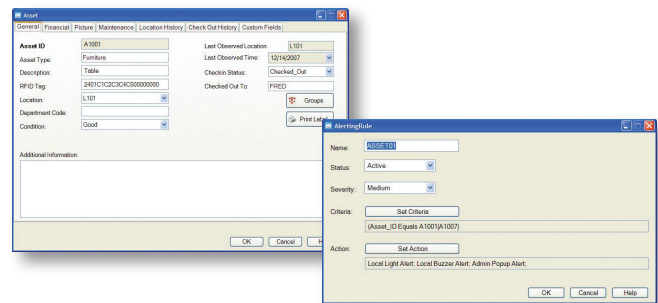 Asset
General Financial Picture Maintenance Location History Check Out History Custom Fields
Asset ID A1001 Last Observed Location: L101
Asset Type: Furniture Last Observed Time: 12/14/2007
Description: Table Checkin Status: Checked_Out
RFID Tag: 2401C1C2C3C4C500000000 Checked Out To: FRED
Location: L101
Groups
Department Code:
Condition: Good
Print Label
Additional Information:
OK Cancel H
AlertingRule
Name: ASSET01
Status: Active
Severity: Medium
Criteria: Set Criteria
(Asset_ID Equals A1001|A1007)
Action: Set Action
Local Light Alert; Local Buzzer Alert; Admin Popup Alert;
OK Cancel Help